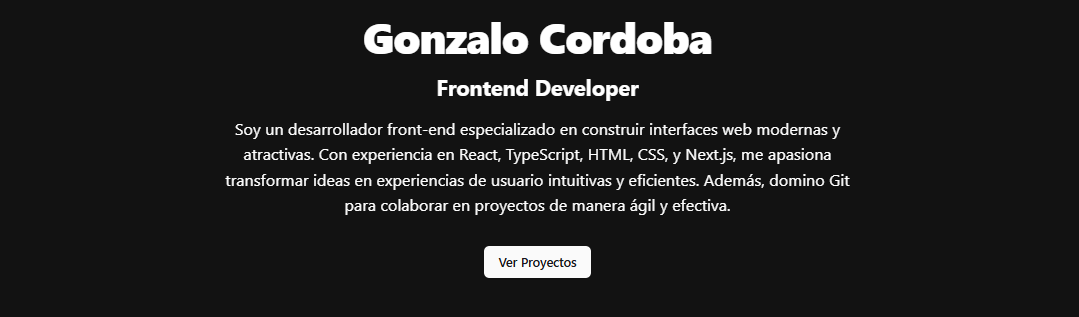 Gonzalo Cordoba
Frontend Developer
Soy un desarrollador front-end especializado en construir interfaces web modernas y
atractivas. Con experiencia en React, TypeScript, HTML, CSS, y Next.js, me apasiona
transformar ideas en experiencias de usuario intuitivas y eficientes. Además, domino Git
para colaborar en proyectos de manera ágil y efectiva.
Ver Proyectos